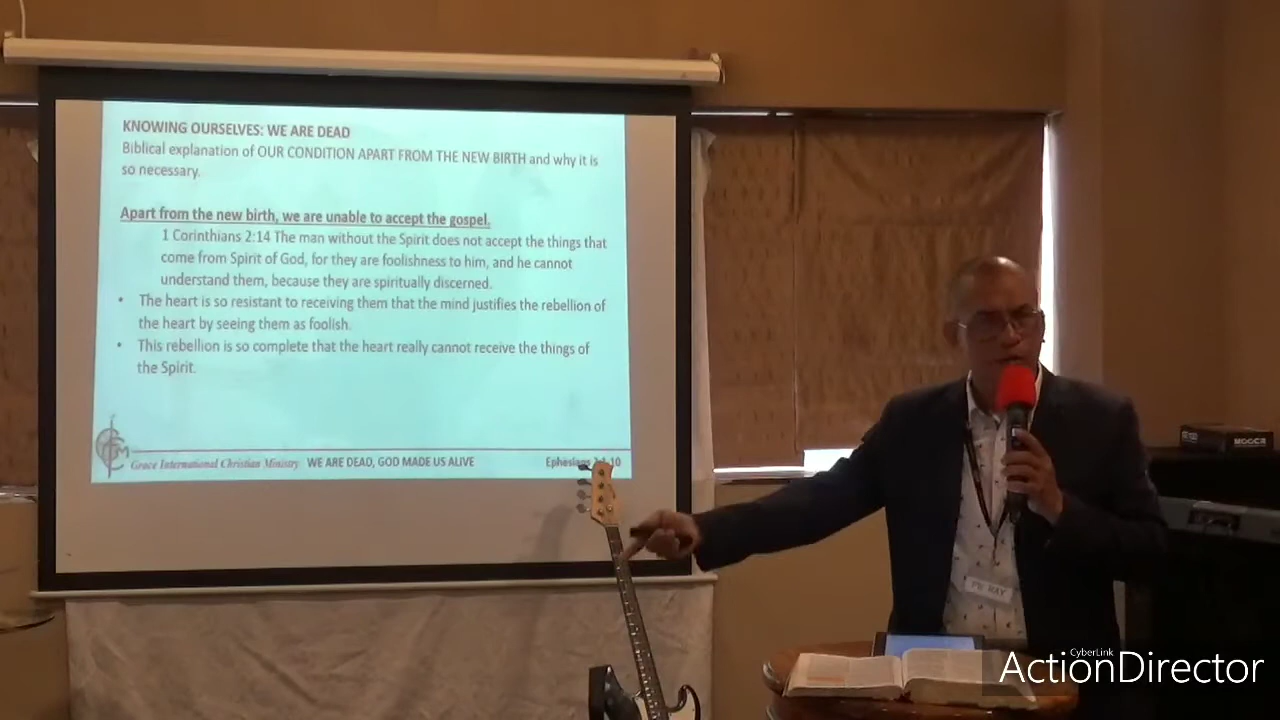 KNOWING OURSELVES: WE ARE DEAD
Biblical explanation of OUR CONDITION APART FROM THE NEW BIRTH and why it is
so necessary.
Apart from the new birth, we are unable to accept the gospel.
1 Corinthians 2:14 The man without the Spirit does not accept the things that
come from Spirit of God, for they are foolishness to him, and he cannot
understand them, because they are spiritually discerned.
• The heart is so resistant to receiving them that the mind justifies the rebellion of
the heart by seeing them as foolish.
• This rebellion is so complete that the heart really cannot receive the things of
the Spirit.
Grace International Christian Ministry WE ARE DEAD, GOD MADE US ALIVE Ephesians
MOOER
CyberLink
ActionDirector